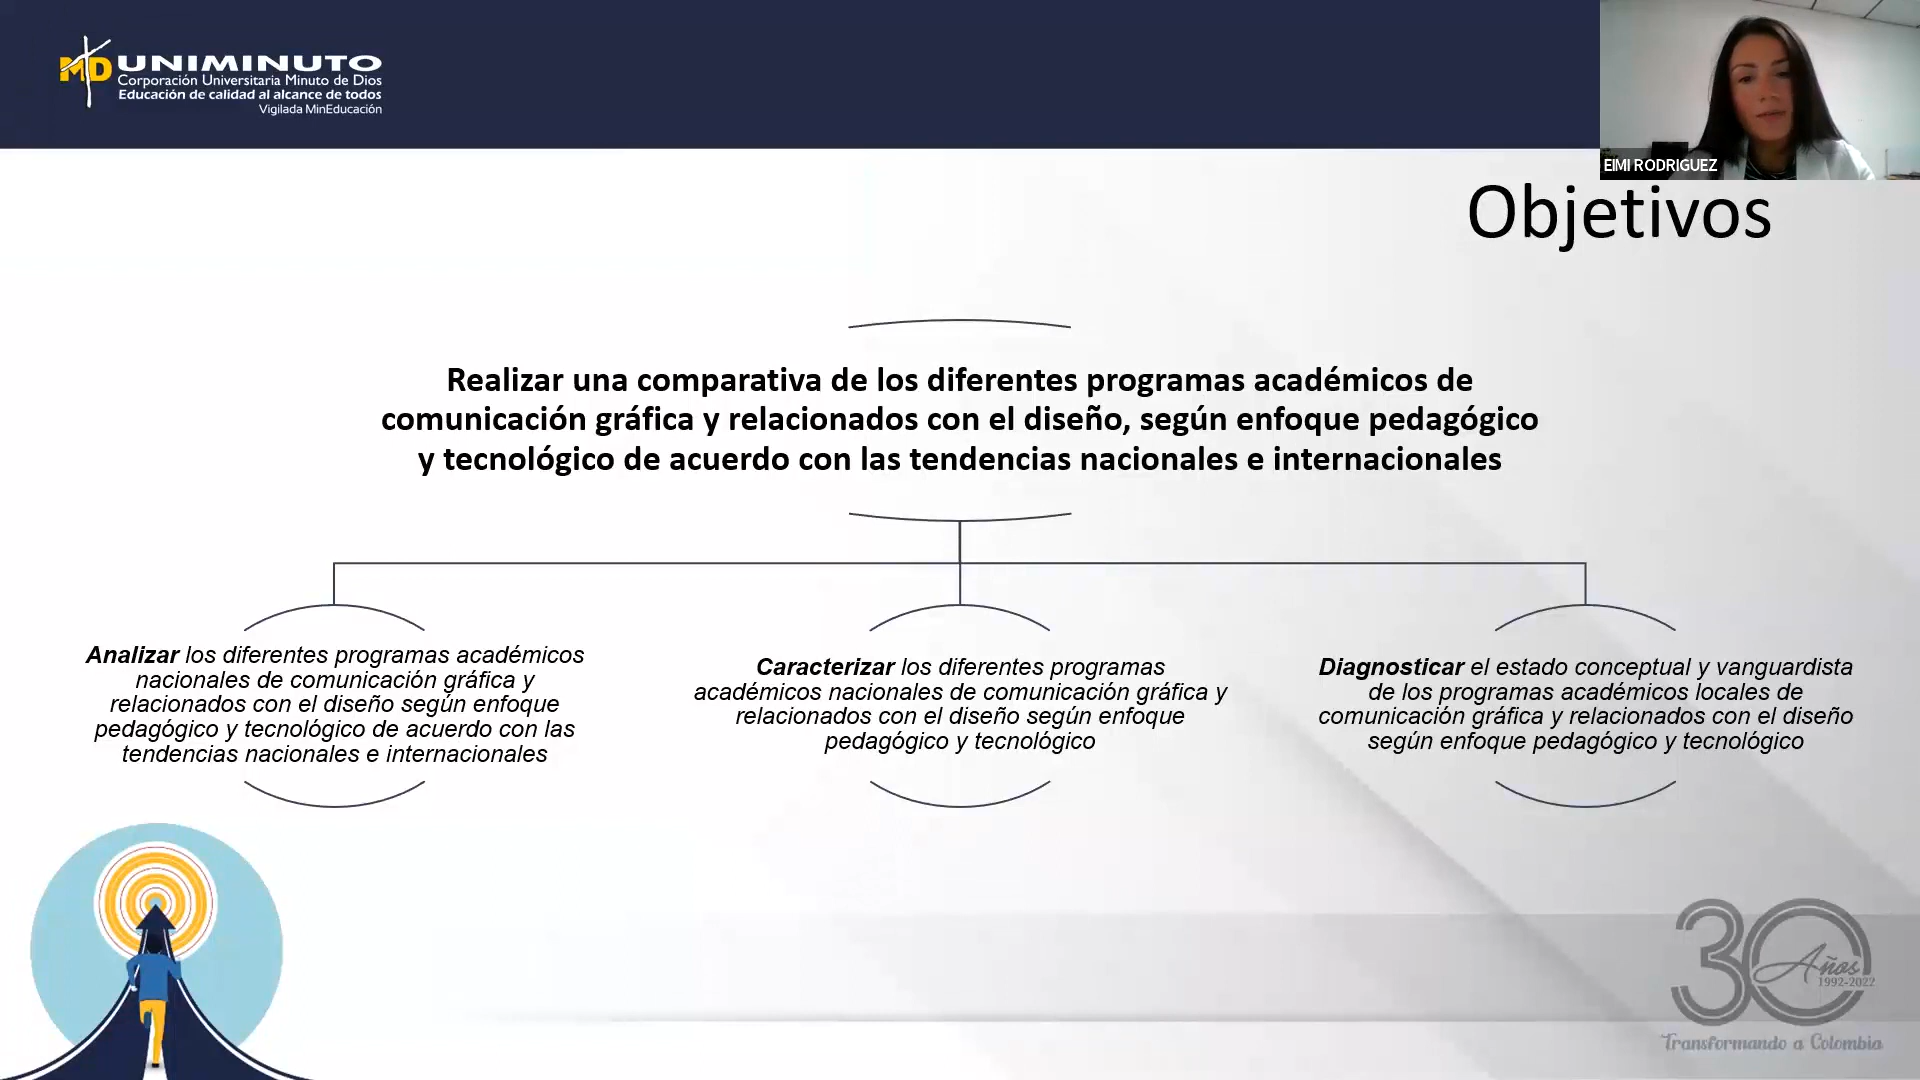 MD UNIMINUTO
Corporación Universitaria Minuto de Dios
Educación de calidad al alcance de todos
Vigilada MinEducación
EIMI RODRIGUEZ
Objetivos
Realizar una comparativa de los diferentes programas académicos de
comunicación gráfica y relacionados con el diseño, según enfoque pedagógico
y tecnológico de acuerdo con las tendencias nacionales e internacionales
Analizar los diferentes programas académicos
nacionales de comunicación gráfica y
relacionados con el diseño según enfoque
pedagógico y tecnológico de acuerdo con las
tendencias nacionales e internacionales
Caracterizar los diferentes programas
académicos nacionales de comunicación gráfica y
relacionados con el diseño según enfoque
pedagógico y tecnológico
Diagnosticar el estado conceptual y vanguardista
de los programas académicos locales de
comunicación gráfica y relacionados con el diseño
según enfoque pedagógico y tecnológico
30 Años
1992-2022
Transformando a Colombia